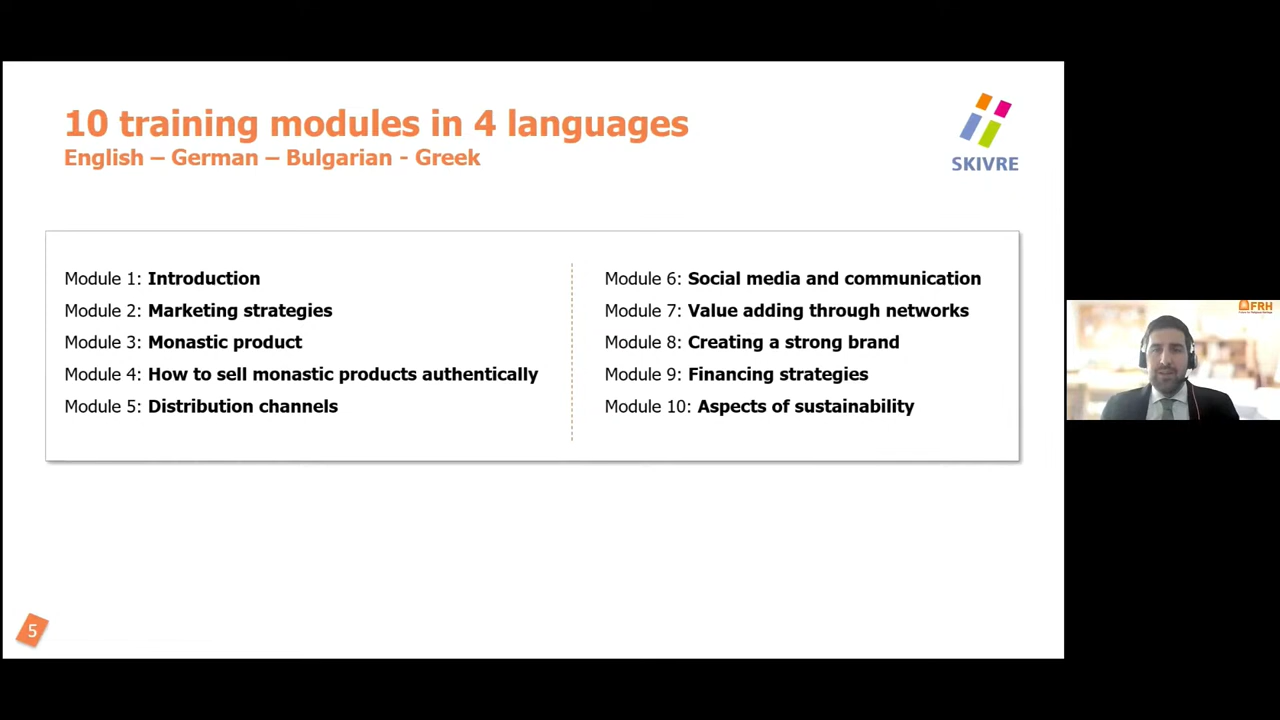 10 training modules in 4 languages
English – German – Bulgarian - Greek
SKIVRE
Module 1: Introduction
Module 2: Marketing strategies
Module 3: Monastic product
Module 4: How to sell monastic products authentically
Module 5: Distribution channels
Module 6: Social media and communication
Module 7: Value adding through networks
Module 8: Creating a strong brand
Module 9: Financing strategies
Module 10: Aspects of sustainability
FRH
5